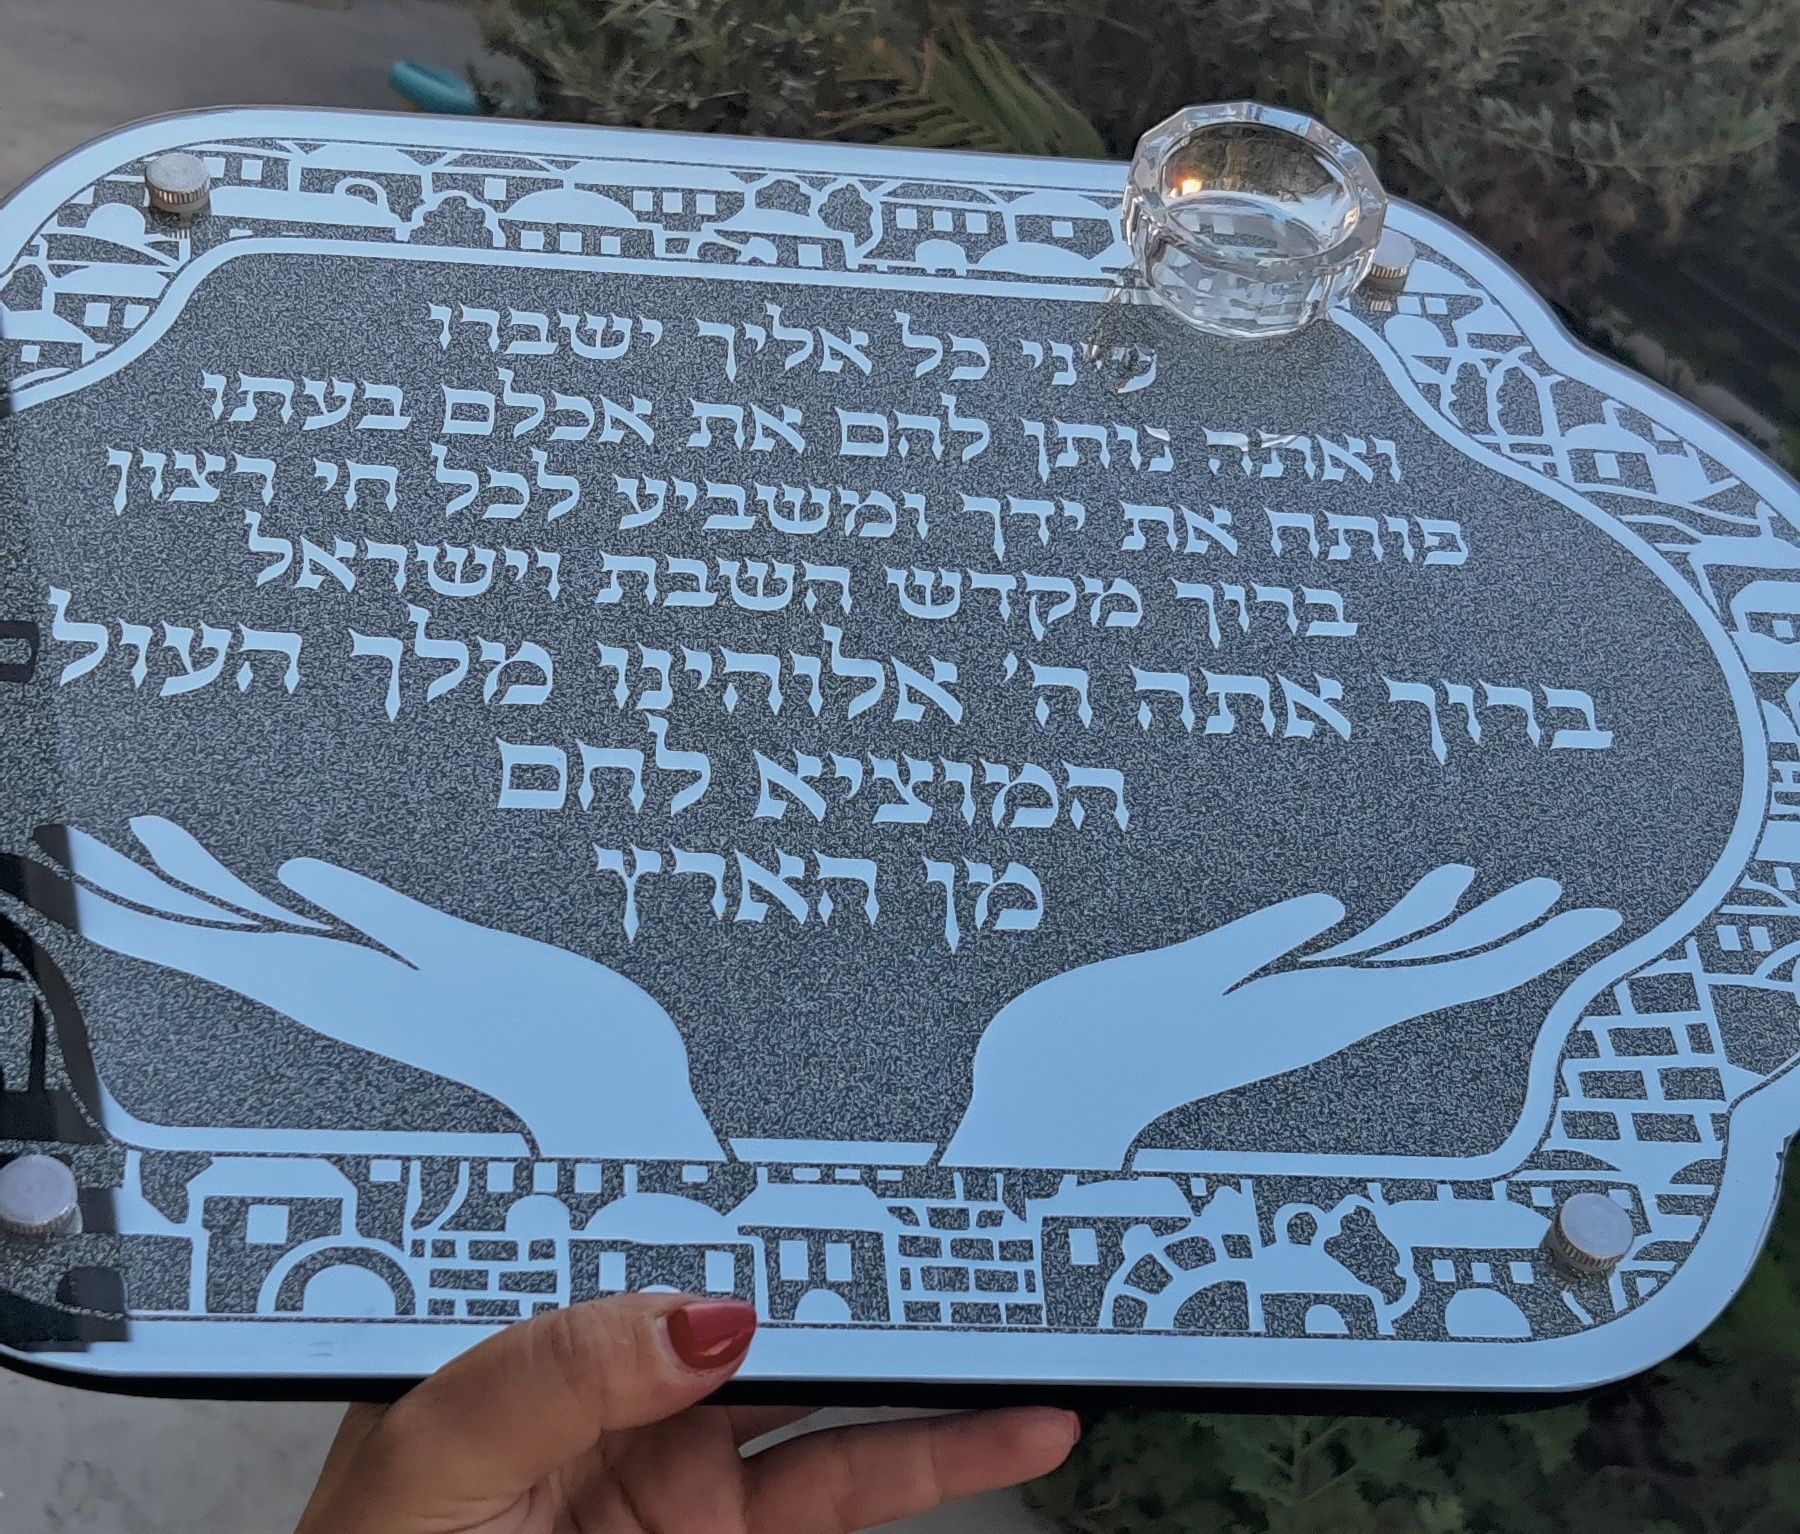 עיני כל אליך ישברו
ואתה נותן להם את אכלם בעתו
פותח את ידך ומשביע לכל חי רצון
ברוך מקדש השבת וישראל
ברוך אתה ה' אלוהינו מלך העול
המוציא לחם
מן הארץ